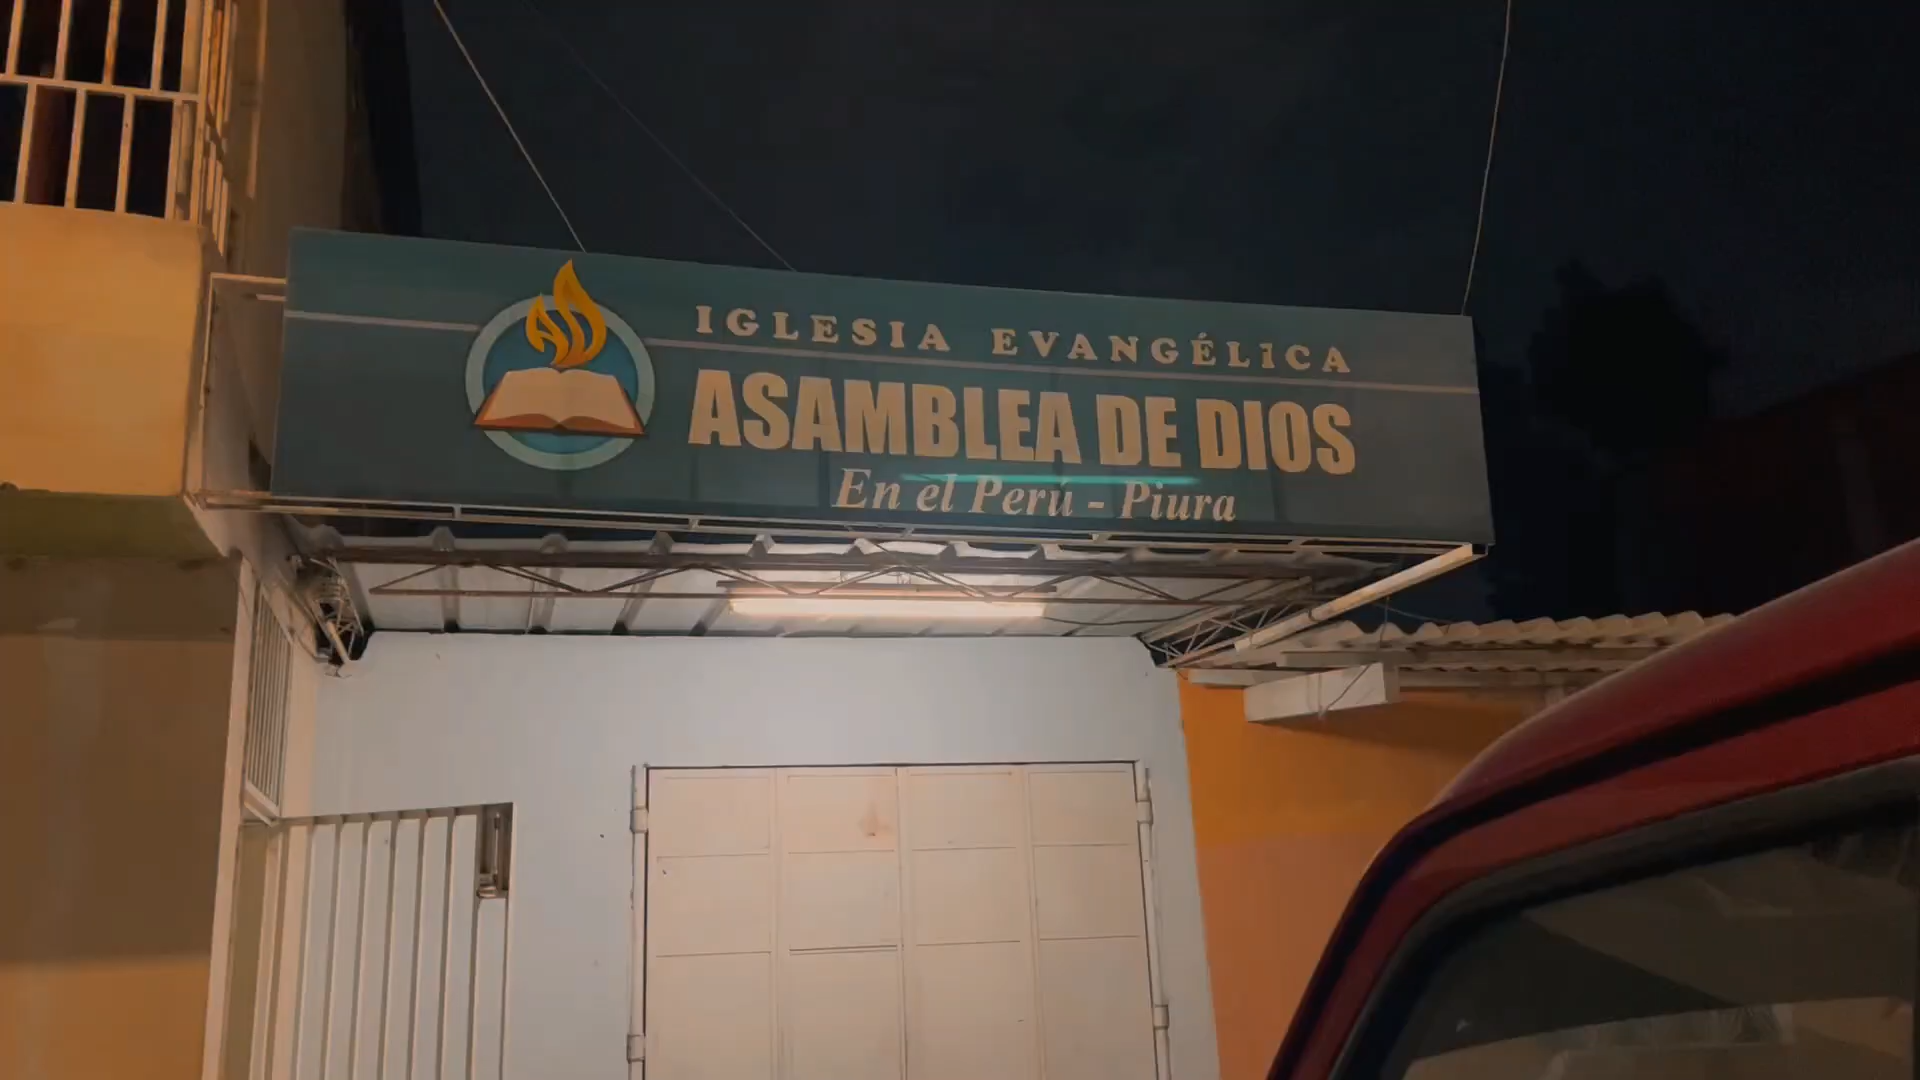 IGLESIA EVANGÉLICA
ASAMBLEA DE DIOS
En el Perú - Piura